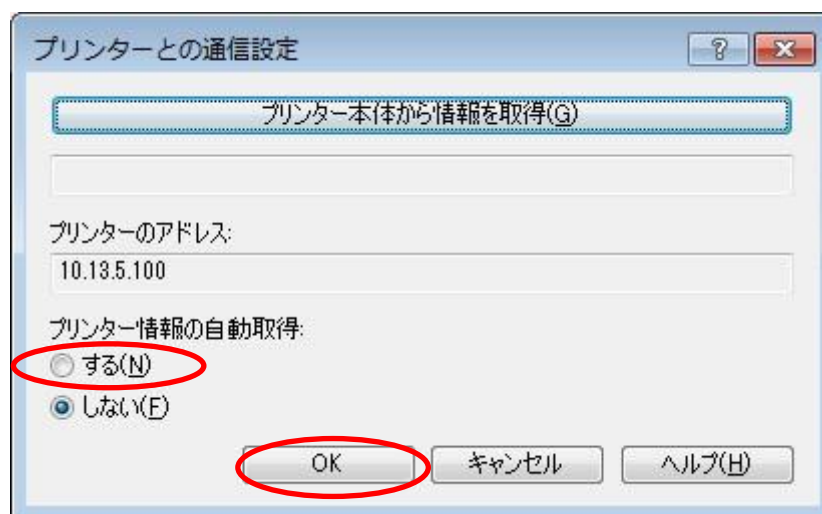 プリンターとの通信設定
?
プリンター本体から情報を取得(G)
プリンターのアドレス:
10.13.5.100
プリンター情報の自動取得:
する(N)
しない(F)
OK キャンセル ヘルプ(H)